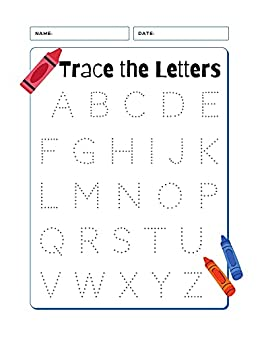 NAME: DATE:
Trace the Letters
A B C D E
F G H I J K
L M N O P
Q R S T U
V W X Y Z